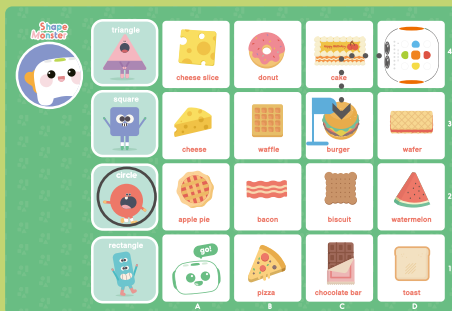 Shape
Monster
triangle
cheese slice
donut
cake
4
square
cheese
waffle
burger
wafer
3
circle
apple pie
bacon
biscuit
watermelon
2
rectangle
go!
pizza
chocolate bar
toast
1
A
B
C
D